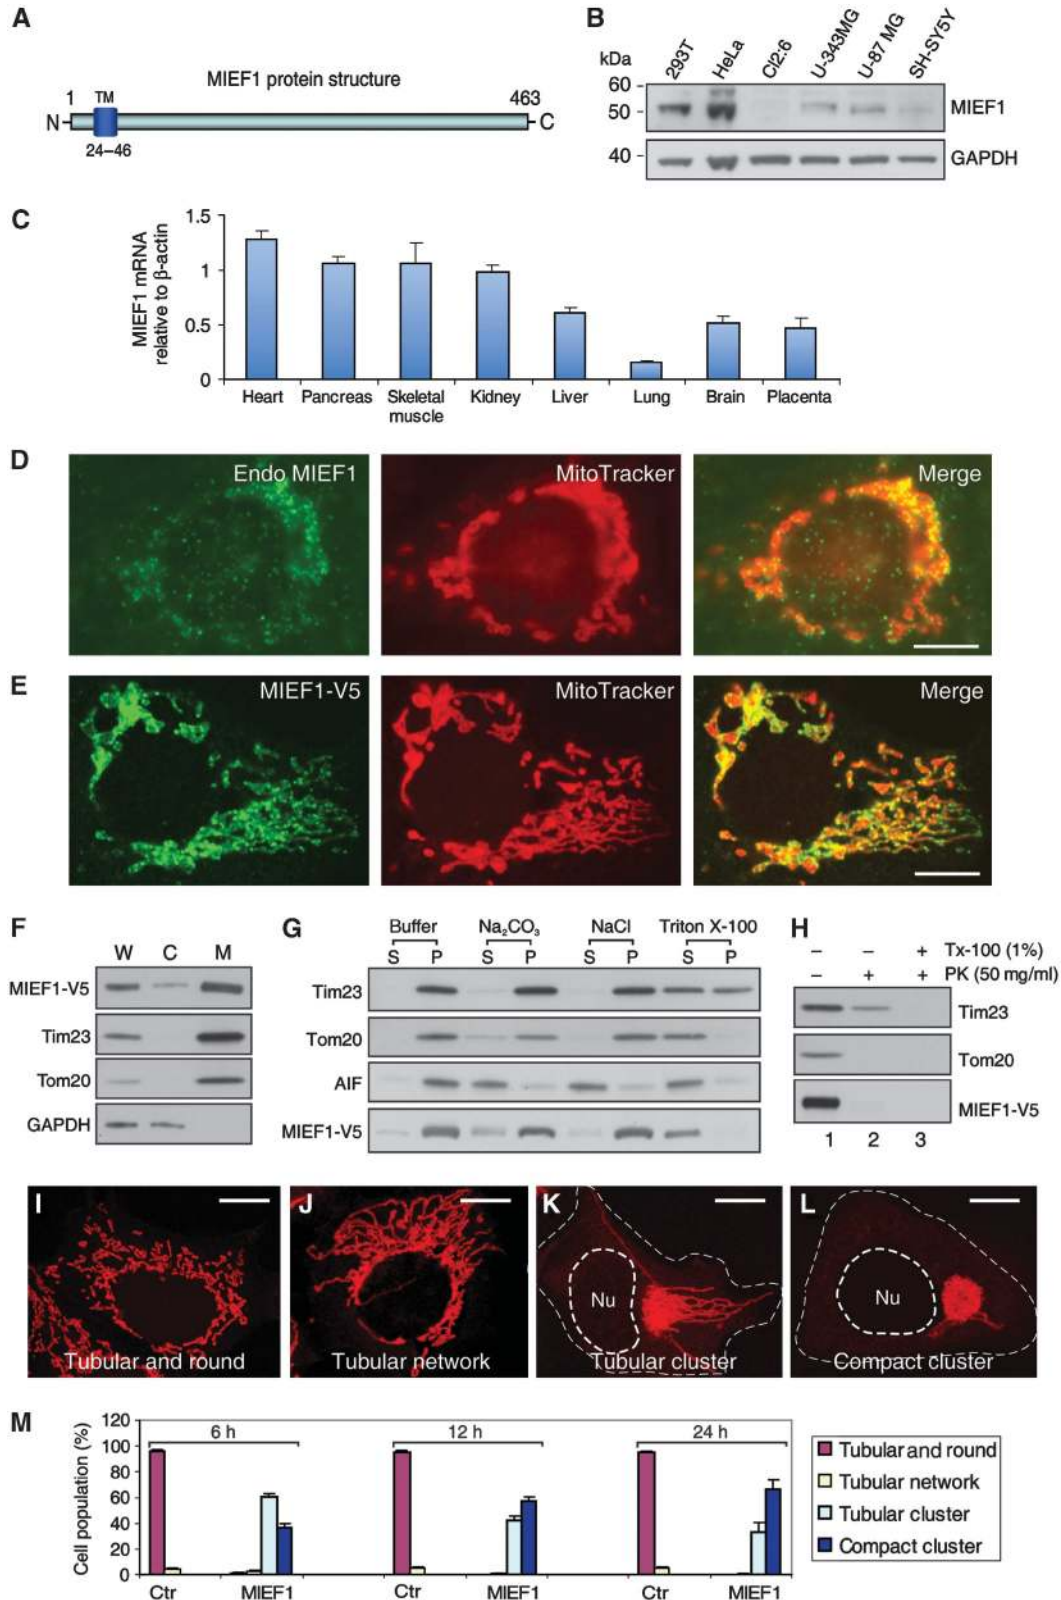 A
MIEF1 protein structure
1 TM 463
N C
24–46
B
293T HeLa Cl2:6 U-343MG U-87 MG SH-SY5Y
kDa
60
50
MIEF1
40
GAPDH
C
MIEF1 mRNA
relative to β-actin
1.5
1
0.5
0
Heart Pancreas Skeletal muscle Kidney Liver Lung Brain Placenta
D
Endo MIEF1 MitoTracker Merge
E
MIEF1-V5 MitoTracker Merge
F
W C M
MIEF1-V5
Tim23
Tom20
GAPDH
G
Buffer Na₂CO₃ NaCl Triton X-100
S P S P S P S P
Tim23
Tom20
AIF
MIEF1-V5
H
– – + Tx-100 (1%)
– + + PK (50 mg/ml)
Tim23
Tom20
MIEF1-V5
1 2 3
I
Tubular and round
J
Tubular network
K
Nu
Tubular cluster
L
Nu
Compact cluster
M
Cell population (%)
120
100
80
60
40
20
0
6 h 12 h 24 h
Ctr MIEF1 Ctr MIEF1 Ctr MIEF1
Tubular and round
Tubular network
Tubular cluster
Compact cluster